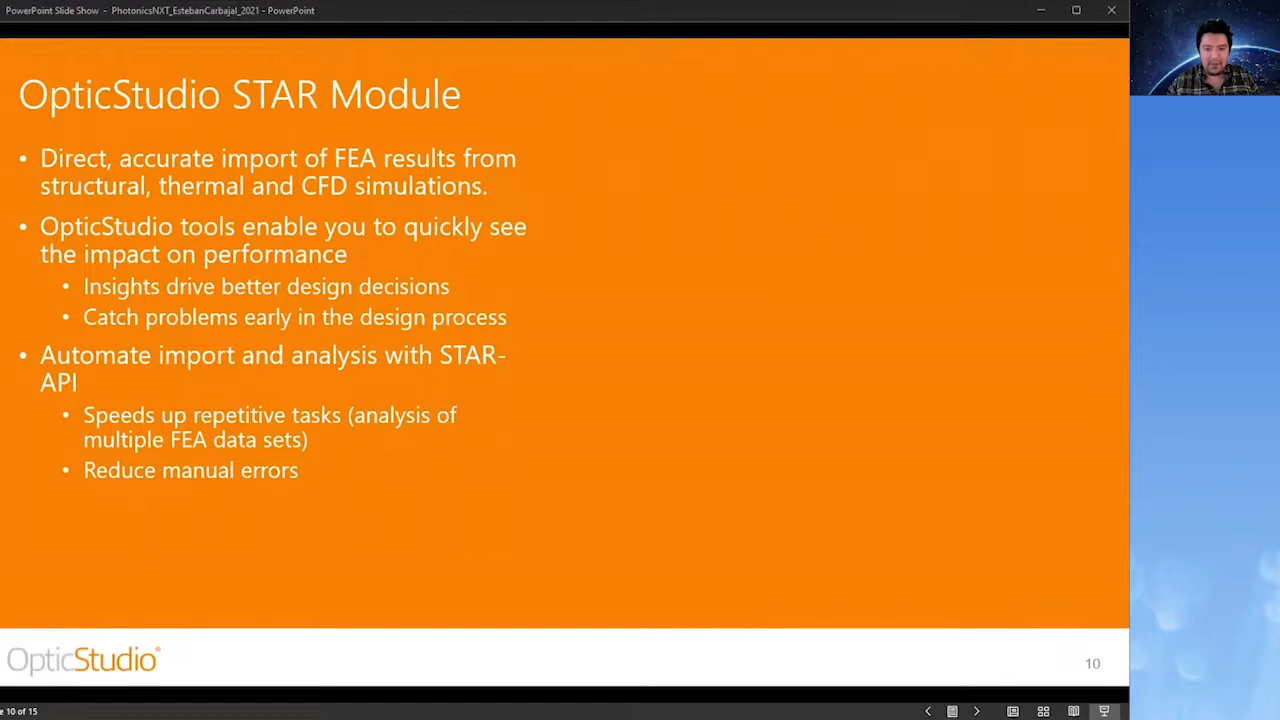 PowerPoint Slide Show - PhotonicsNXT_EstebanCarbajal_2021 - PowerPoint
OpticStudio STAR Module
• Direct, accurate import of FEA results from
structural, thermal and CFD simulations.
• OpticStudio tools enable you to quickly see
the impact on performance
• Insights drive better design decisions
• Catch problems early in the design process
• Automate import and analysis with STAR-
API
• Speeds up repetitive tasks (analysis of
multiple FEA data sets)
• Reduce manual errors
OpticStudio®
10
e 10 of 15